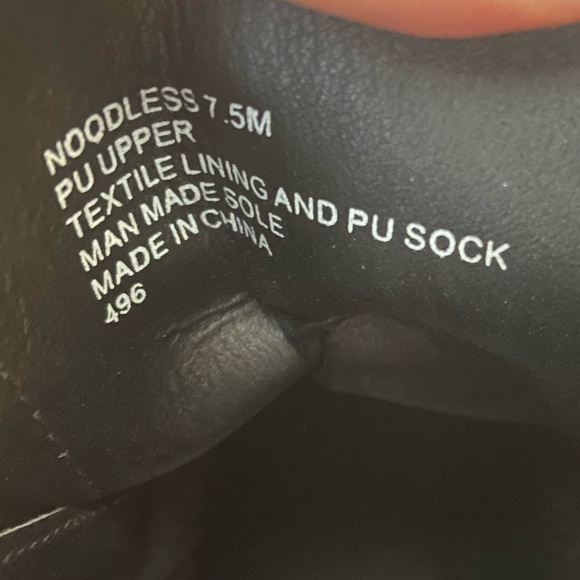 NOODLESS 7.5M
PU UPPER
TEXTILE LINING AND PU SOCK
MAN MADE SOLE
MADE IN CHINA
496